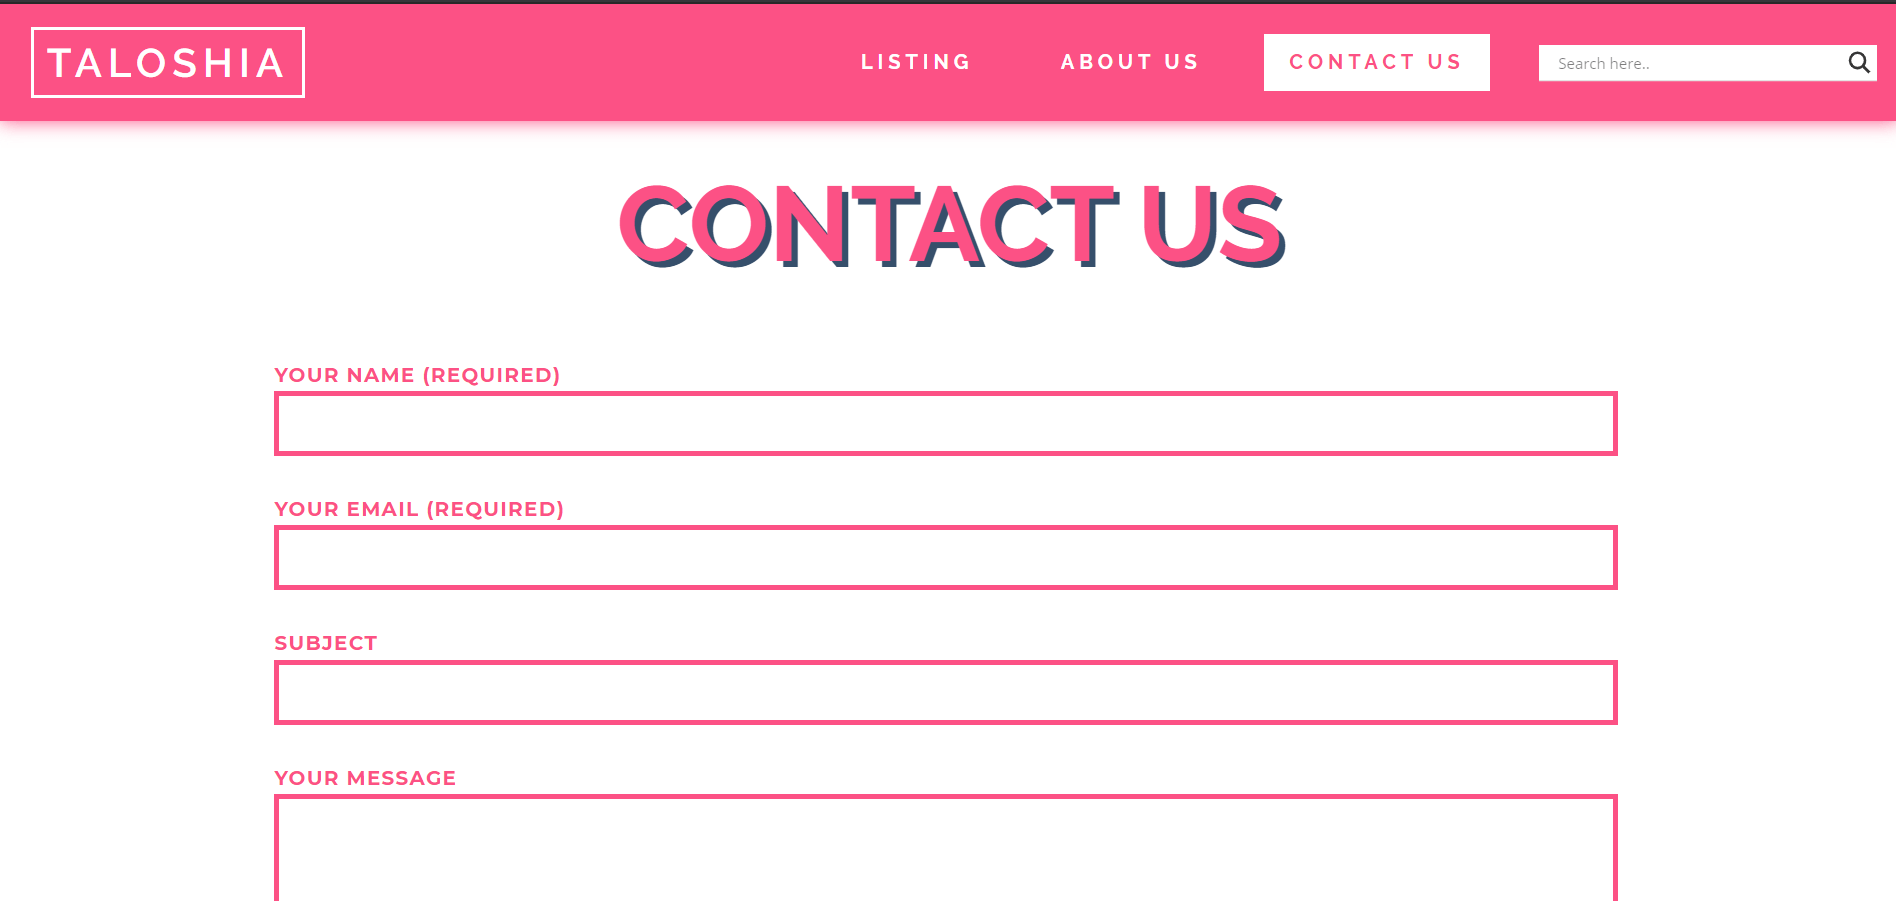 TALOSHIA
LISTING ABOUT US CONTACT US Search here..
CONTACT US
YOUR NAME (REQUIRED)
YOUR EMAIL (REQUIRED)
SUBJECT
YOUR MESSAGE